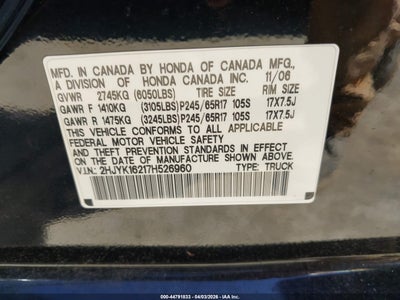 MFD. IN CANADA BY HONDA OF CANADA MFG.,
A DIVISION OF HONDA CANADA INC. 11/06
GVWR 2745KG (6050LBS) TIRE SIZE RIM SIZE
GAWR F 1410KG (3105LBS) P245/65R17 105S 17X7.5J
GAWR R 1475KG (3245LBS) P245/65R17 105S 17X7.5J
THIS VEHICLE CONFORMS TO ALL APPLICABLE
FEDERAL MOTOR VEHICLE SAFETY
AND THEFT PREVENTION STANDARDS IN EFFECT
ON THE DATE OF MANUFACTURE SHOWN ABOVE.
V.I.N.: 2HJYK16217H526960 TYPE: TRUCK
000-44791833 - 04/03/2026 - IAA Inc.